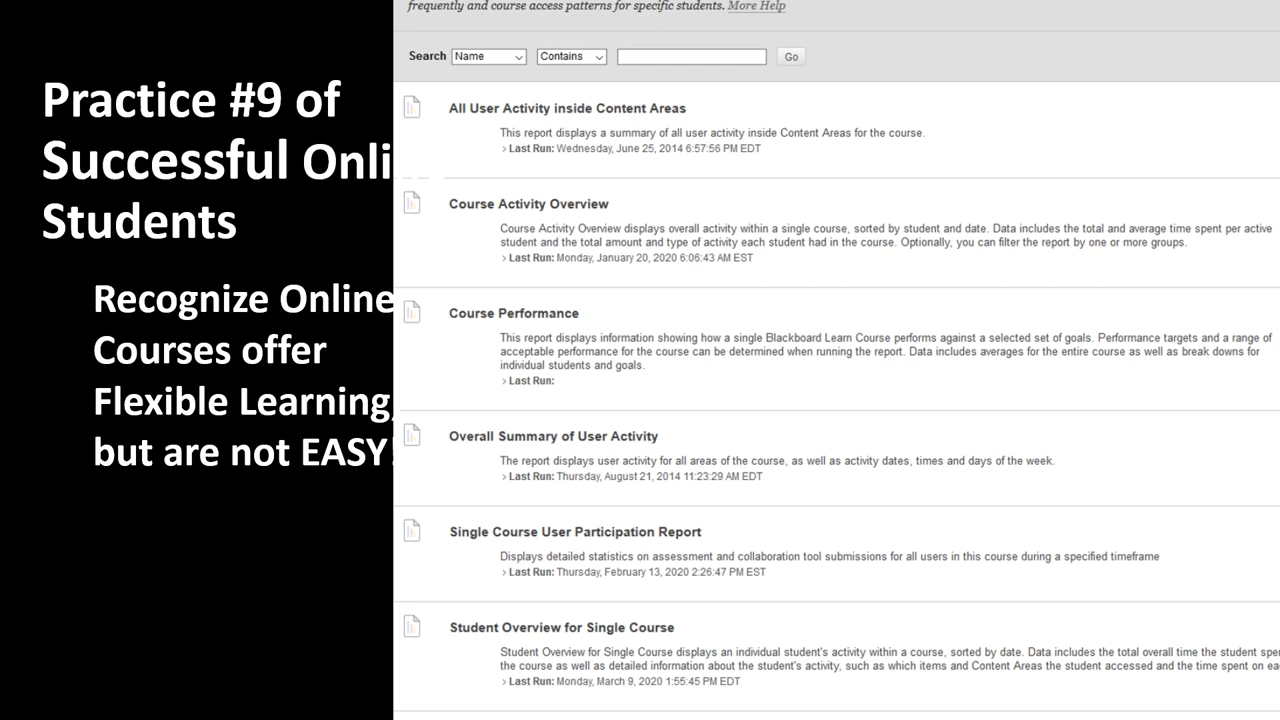 Practice #9 of
Successful Onli
Students
Recognize Online
Courses offer
Flexible Learning,
but are not EASY!
frequently and course access patterns for specific students. More Help
Search Name Contains Go
All User Activity inside Content Areas
This report displays a summary of all user activity inside Content Areas for the course.
> Last Run: Wednesday, June 25, 2014 6:57:56 PM EDT
Course Activity Overview
Course Activity Overview displays overall activity within a single course, sorted by student and date. Data includes the total and average time spent per active
student and the total amount and type of activity each student had in the course. Optionally, you can filter the report by one or more groups.
> Last Run: Monday, January 20, 2020 6:06:43 AM EST
Course Performance
This report displays information showing how a single Blackboard Learn Course performs against a selected set of goals. Performance targets and a range of
acceptable performance for the course can be determined when running the report. Data includes averages for the entire course as well as break downs for
individual students and goals.
> Last Run:
Overall Summary of User Activity
The report displays user activity for all areas of the course, as well as activity dates, times and days of the week.
> Last Run: Thursday, August 21, 2014 11:23:29 AM EDT
Single Course User Participation Report
Displays detailed statistics on assessment and collaboration tool submissions for all users in this course during a specified timeframe
> Last Run: Thursday, February 13, 2020 2:26:47 PM EST
Student Overview for Single Course
Student Overview for Single Course displays an individual student's activity within a course, sorted by date. Data includes the total overall time the student spe
the course as well as detailed information about the student's activity, such as which items and Content Areas the student accessed and the time spent on ea
> Last Run: Monday, March 9, 2020 1:55:45 PM EDT